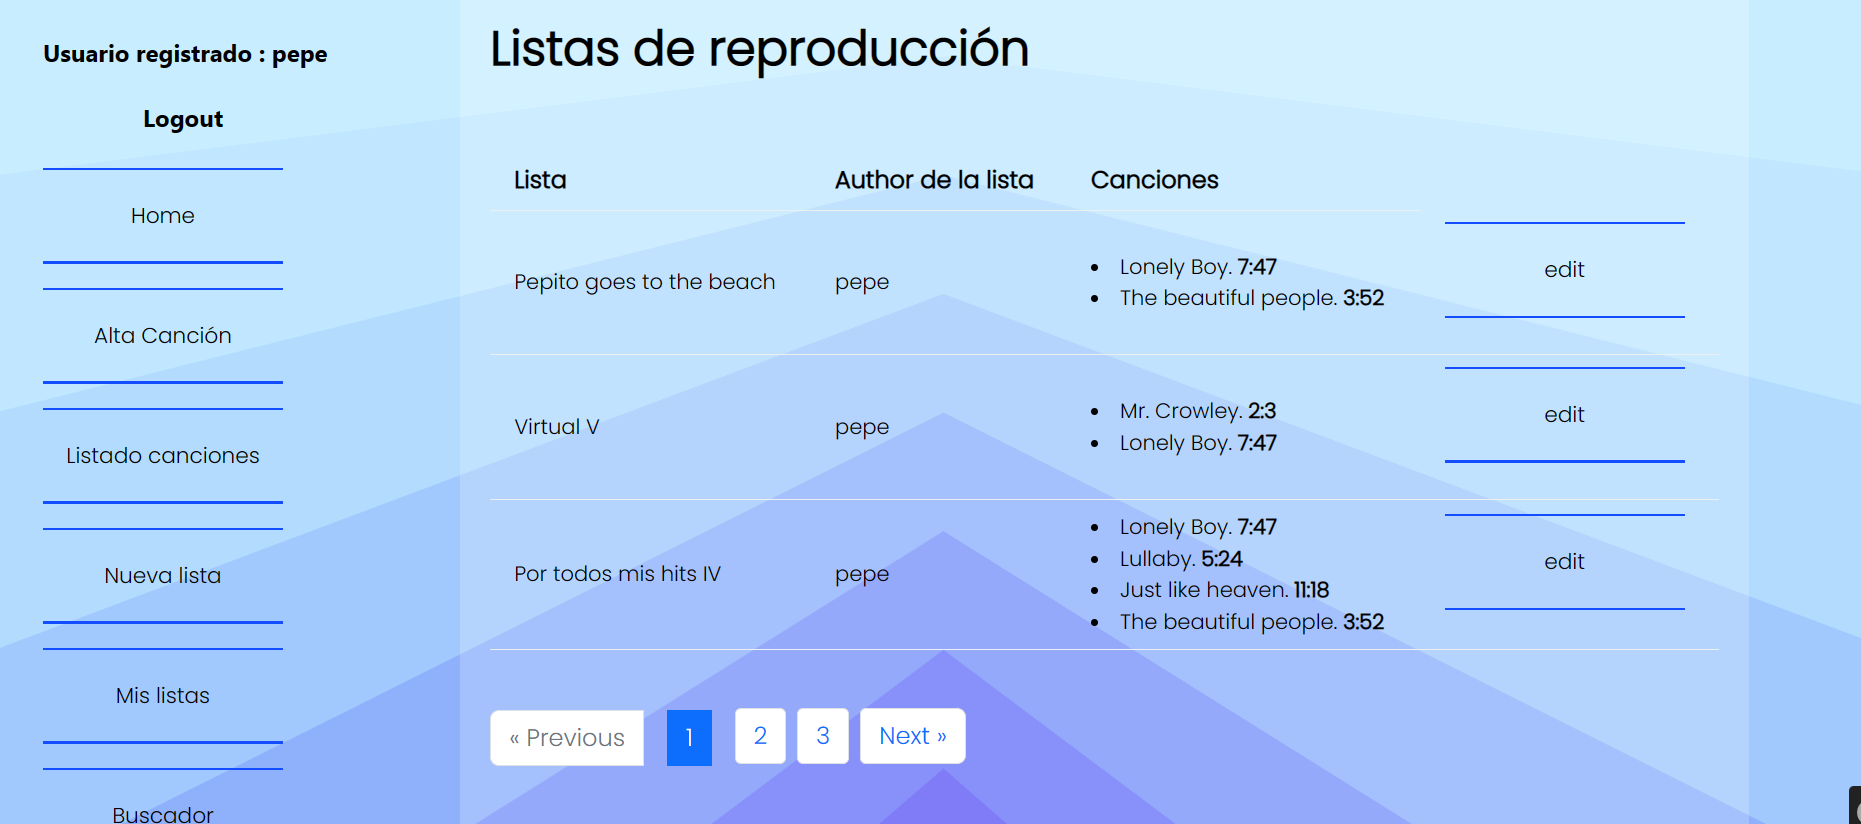 Usuario registrado : pepe
Logout
Home
Alta Canción
Listado canciones
Nueva lista
Mis listas
Buscador
Listas de reproducción
Lista Author de la lista Canciones
Pepito goes to the beach pepe
Lonely Boy. 7:47
The beautiful people. 3:52
edit
Virtual V pepe
Mr. Crowley. 2:3
Lonely Boy. 7:47
edit
Por todos mis hits IV pepe
Lonely Boy. 7:47
Lullaby. 5:24
Just like heaven. 11:18
The beautiful people. 3:52
edit
« Previous 1 2 3 Next »